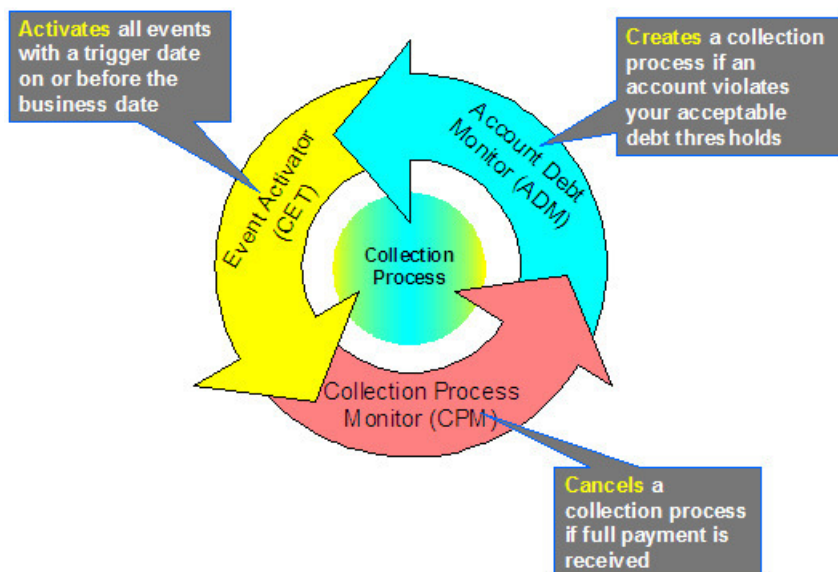 Activates all events
with a trigger date
on or before the
business date
Creates a collection
process if an
account violates
your acceptable
debt thresholds
Event Activator
(CET)
Account Debt
Monitor (ADM)
Collection
Process
Collection Process
Monitor (CPM)
Cancels a
collection process
if full payment is
received